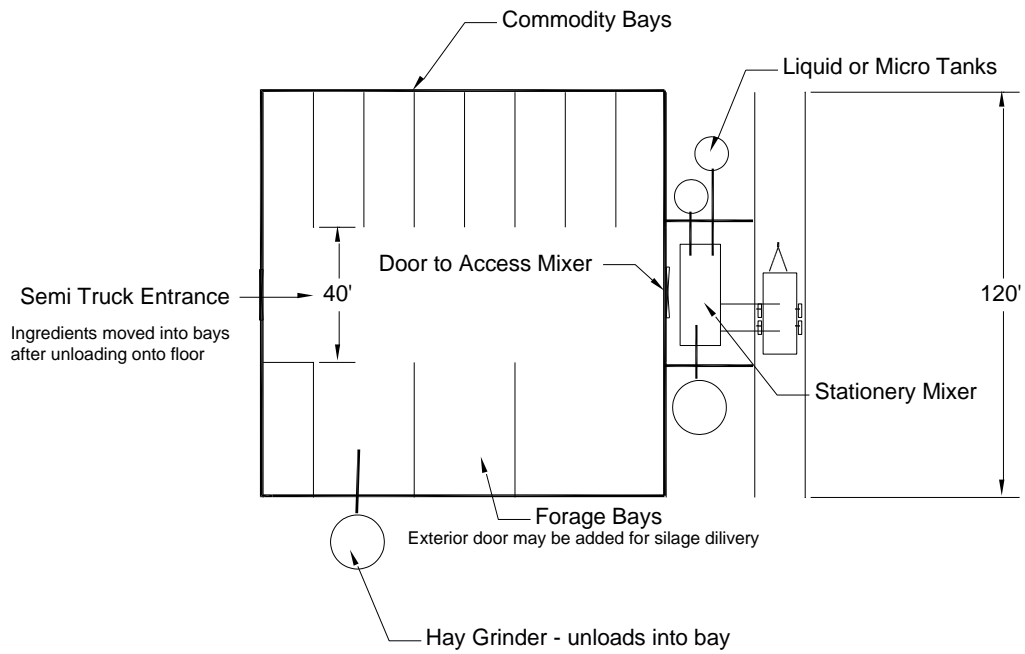 Commodity Bays
Liquid or Micro Tanks
Door to Access Mixer
Semi Truck Entrance
40'
120'
Ingredients moved into bays
after unloading onto floor
Stationery Mixer
Forage Bays
Exterior door may be added for silage dilivery
Hay Grinder - unloads into bay